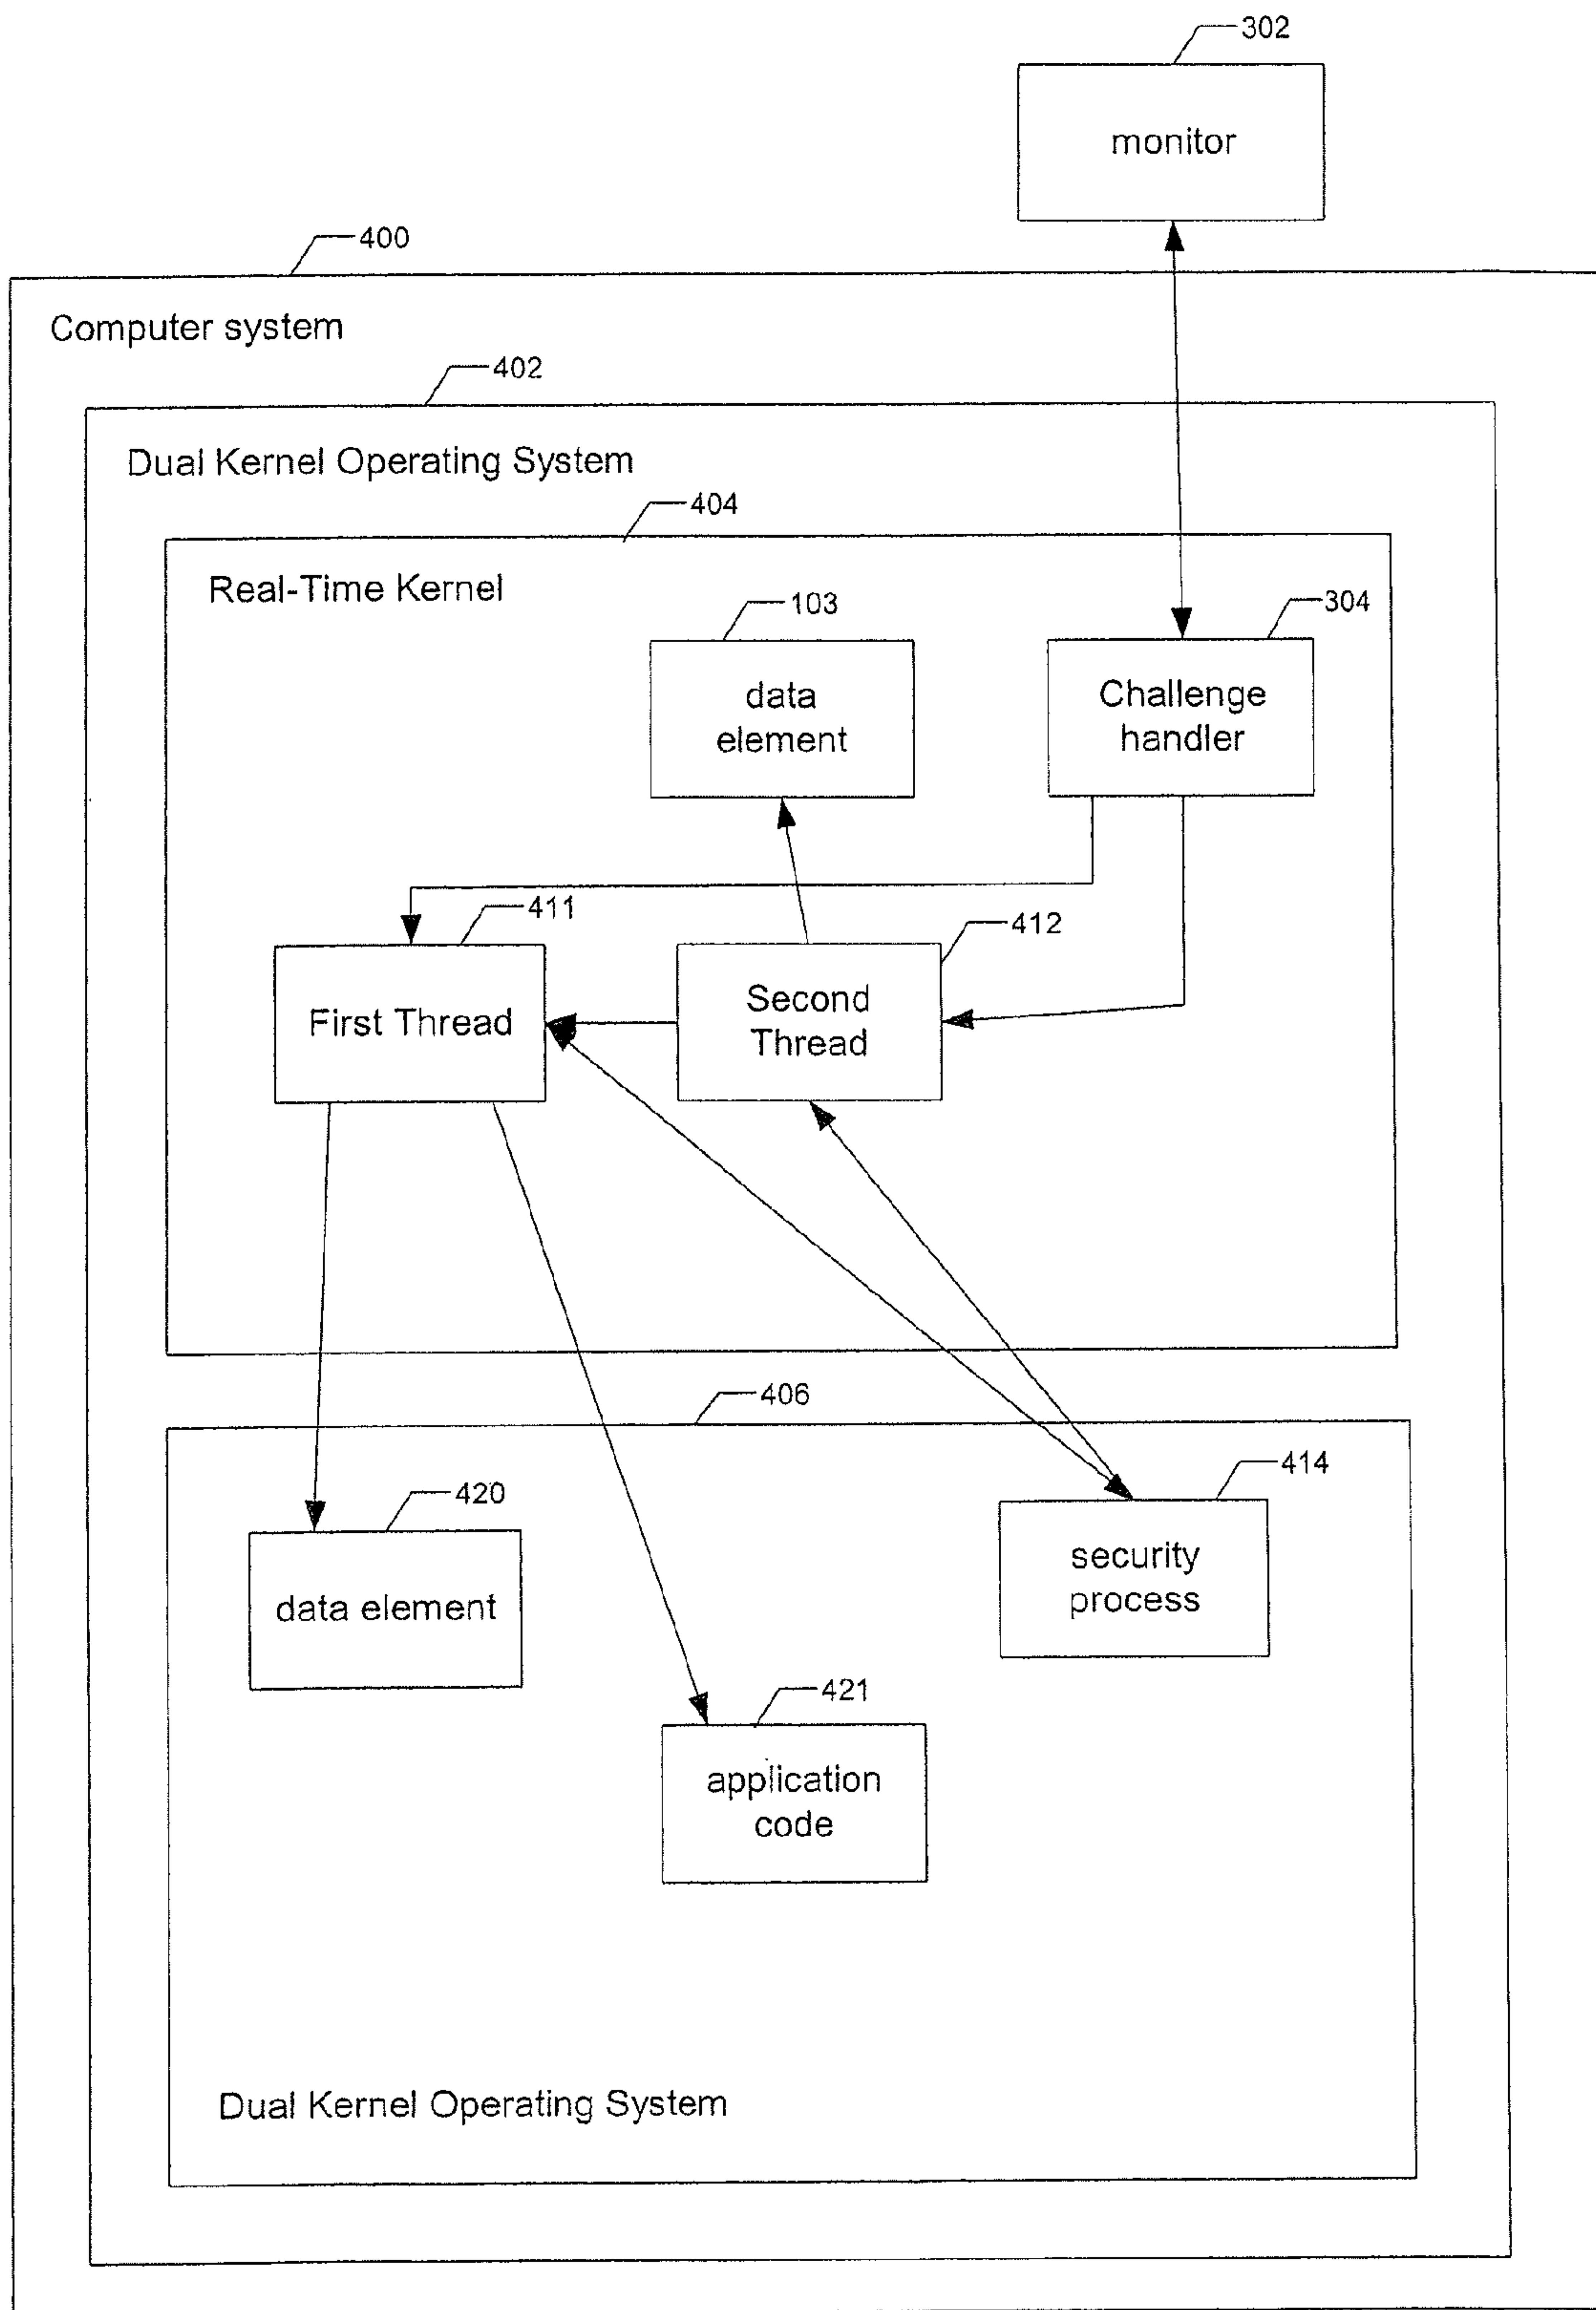 302
monitor
400
Computer system
402
Dual Kernel Operating System
404
Real-Time Kernel
103
304
data
element
Challenge
handler
411
412
First Thread
Second
Thread
406
414
420
security
process
data element
421
application
code
Dual Kernel Operating System